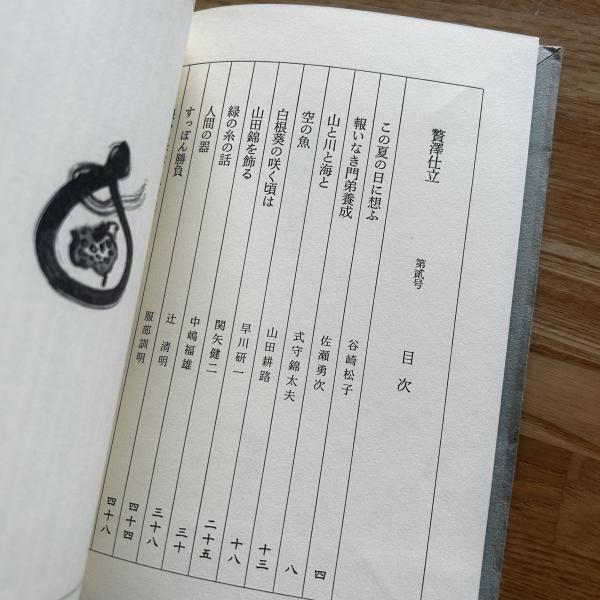 贅澤仕立 第貳号 目次
この夏の日に想ふ 谷崎松子 四
報いなき門弟養成 佐瀬勇次 八
山と川と海と 式守錦太夫 十三
空の魚 山田耕路 十八
白根葵の咲く頃は 早川研一 二十五
山田錦を飾る 関矢健二 三十
緑の糸の話 中嶋福雄 三十八
人間の器 辻清明 四十四
すっぽん勝負 服部訓明 四十八